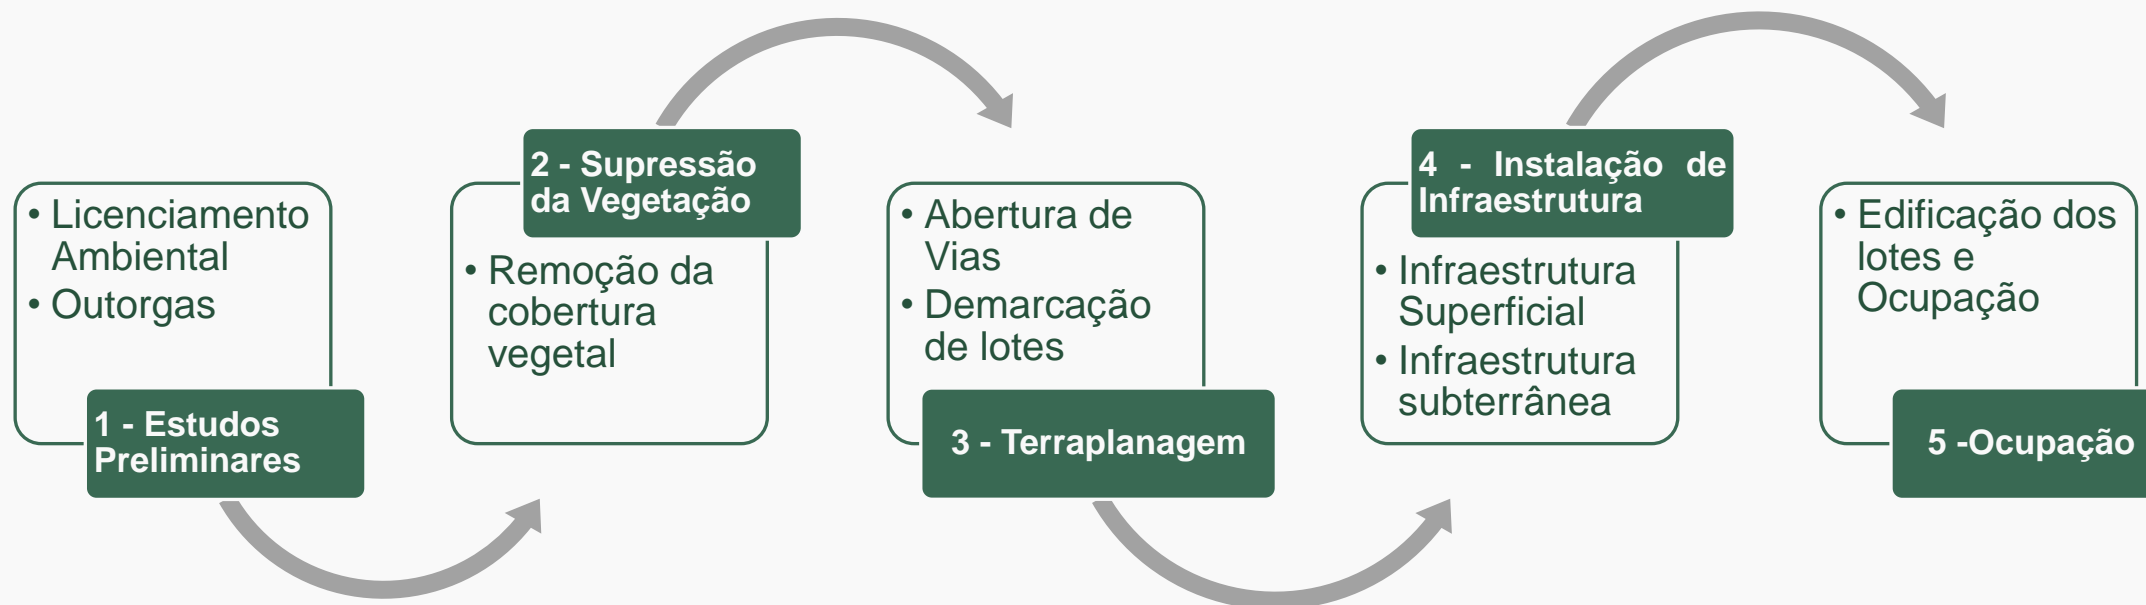 • Licenciamento
Ambiental
• Outorgas
1 - Estudos
Preliminares
2 - Supressão
da Vegetação
• Remoção da
cobertura
vegetal
• Abertura de
Vias
• Demarcação
de lotes
3 - Terraplanagem
4 - Instalação de
Infraestrutura
• Infraestrutura
Superficial
• Infraestrutura
subterrânea
• Edificação dos
lotes e
Ocupação
5 -Ocupação